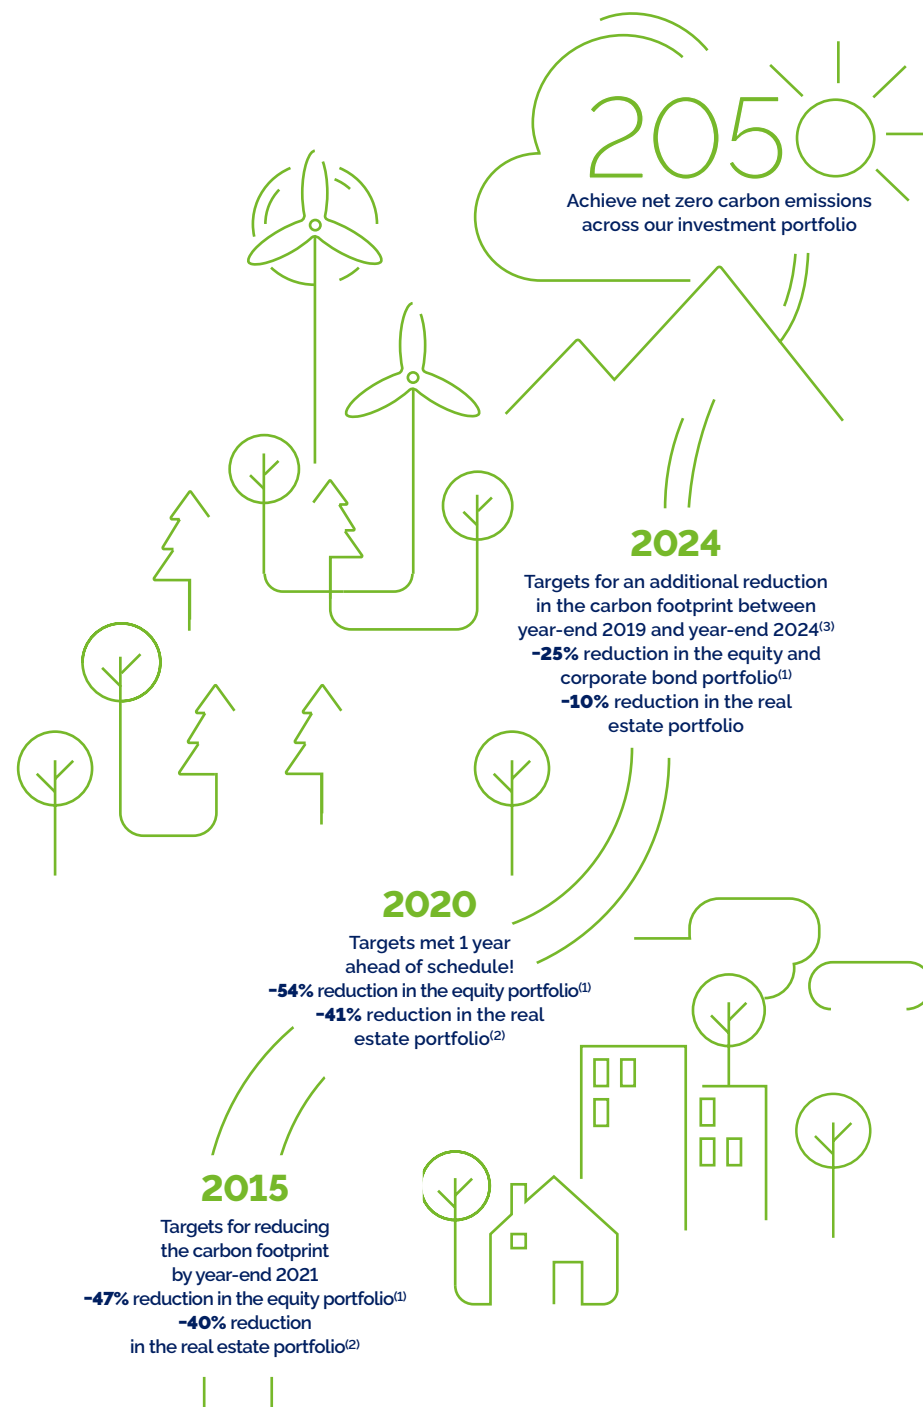 2050
Achieve net zero carbon emissions
across our investment portfolio
2024
Targets for an additional reduction
in the carbon footprint between
year-end 2019 and year-end 2024(3)
-25% reduction in the equity and
corporate bond portfolio(1)
-10% reduction in the real
estate portfolio
2020
Targets met 1 year
ahead of schedule!
-54% reduction in the equity portfolio(1)
-41% reduction in the real
estate portfolio(2)
2015
Targets for reducing
the carbon footprint
by year-end 2021
-47% reduction in the equity portfolio(1)
-40% reduction
in the real estate portfolio(2)